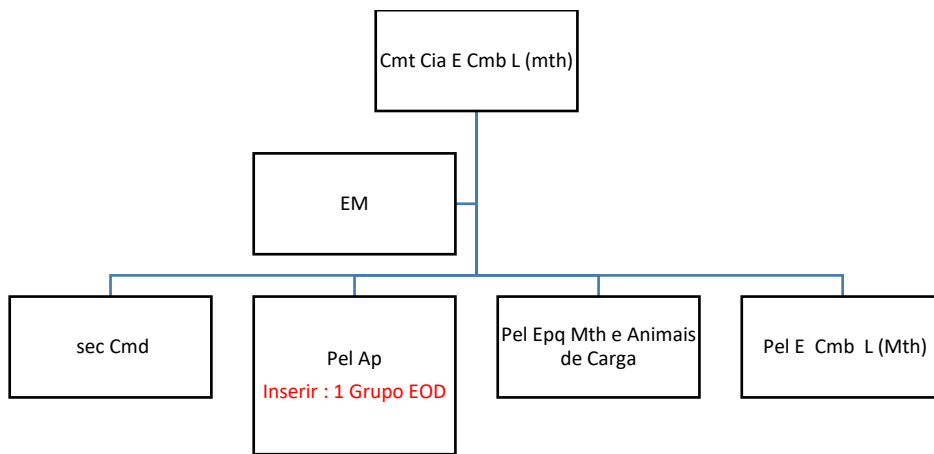 Cmt Cia E Cmb L (mth)
EM
sec Cmd
Pel Ap
Inserir : 1 Grupo EOD
Pel Epq Mth e Animais
de Carga
Pel E Cmb L (Mth)